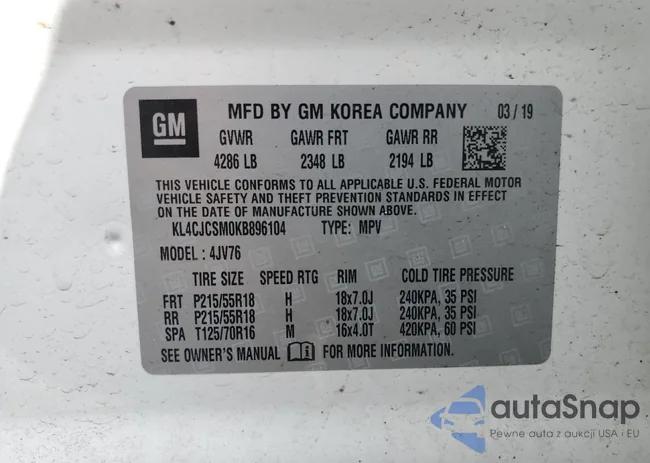 GM
MFD BY GM KOREA COMPANY 03 / 19
GVWR GAWR FRT GAWR RR
4286 LB 2348 LB 2194 LB
THIS VEHICLE CONFORMS TO ALL APPLICABLE U.S. FEDERAL MOTOR
VEHICLE SAFETY AND THEFT PREVENTION STANDARDS IN EFFECT
ON THE DATE OF MANUFACTURE SHOWN ABOVE.
KL4CJCSM0KB896104 TYPE: MPV
MODEL : 4JV76
TIRE SIZE SPEED RTG RIM COLD TIRE PRESSURE
FRT P215/55R18 H 18x7.0J 240KPA, 35 PSI
RR P215/55R18 H 18x7.0J 240KPA, 35 PSI
SPA T125/70R16 M 16x4.0T 420KPA, 60 PSI
SEE OWNER'S MANUAL FOR MORE INFORMATION.
autaSnap
Pewne auta z aukcji USA i EU